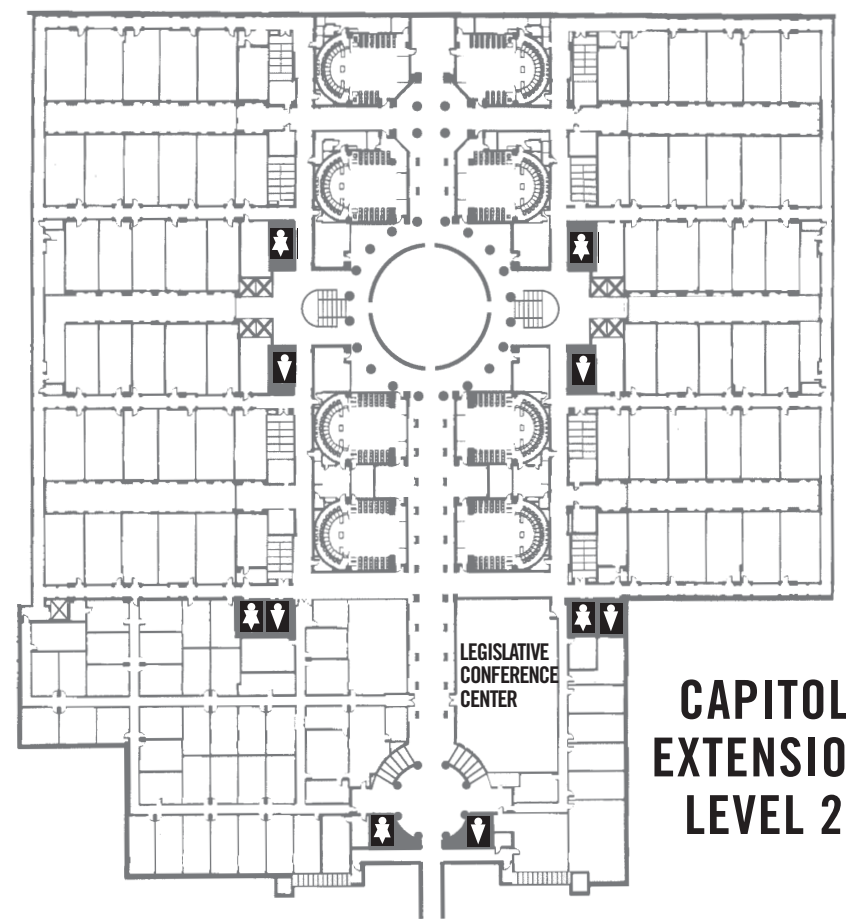 LEGISLATIVE
CONFERENCE
CENTER
CAPITOL
EXTENSIO
LEVEL 2